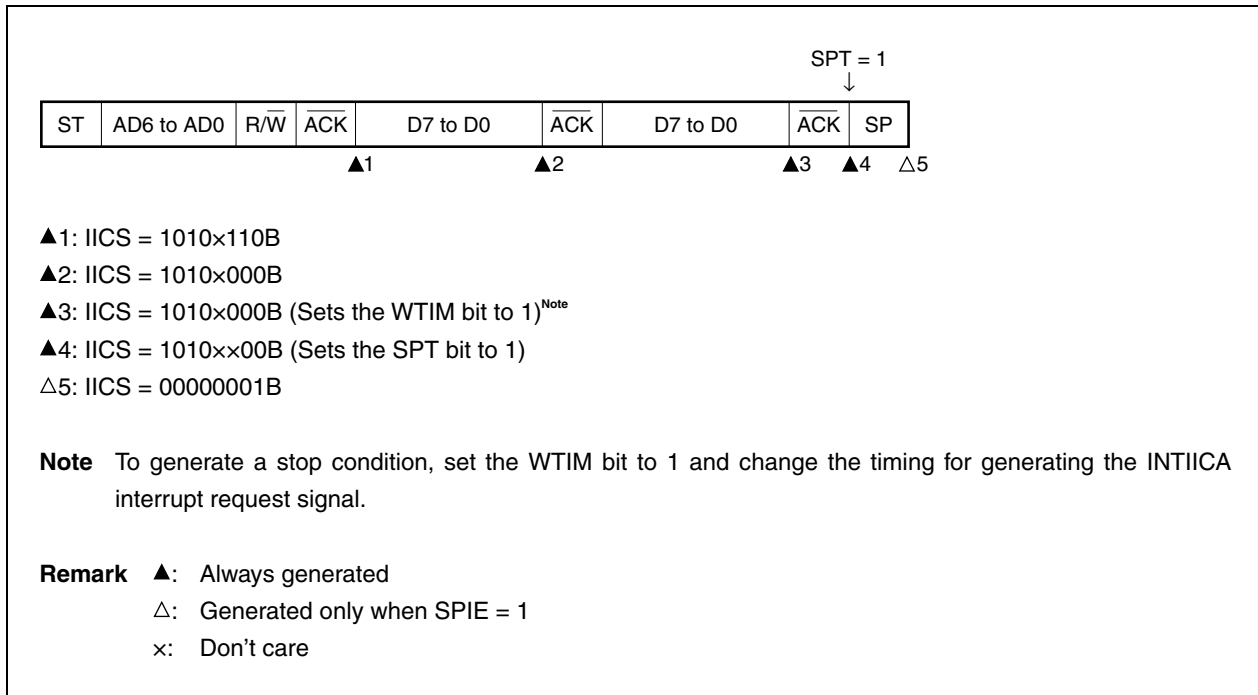 SPT = 1
↓
ST AD6 to AD0 R/W̅ A̅C̅K̅ D7 to D0 A̅C̅K̅ D7 to D0 A̅C̅K̅ SP
▲1 ▲2 ▲3 ▲4 △5
▲1: IICS = 1010×110B
▲2: IICS = 1010×000B
▲3: IICS = 1010×000B (Sets the WTIM bit to 1)Note
▲4: IICS = 1010××00B (Sets the SPT bit to 1)
△5: IICS = 00000001B
Note To generate a stop condition, set the WTIM bit to 1 and change the timing for generating the INTIICA
interrupt request signal.
Remark ▲: Always generated
△: Generated only when SPIE = 1
×: Don't care